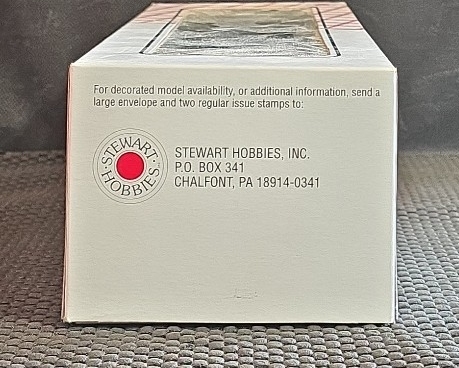 For decorated model availability, or additional information, send a
large envelope and two regular issue stamps to:
STEWART
HOBBIES
STEWART HOBBIES, INC.
P.O. BOX 341
CHALFONT, PA 18914-0341